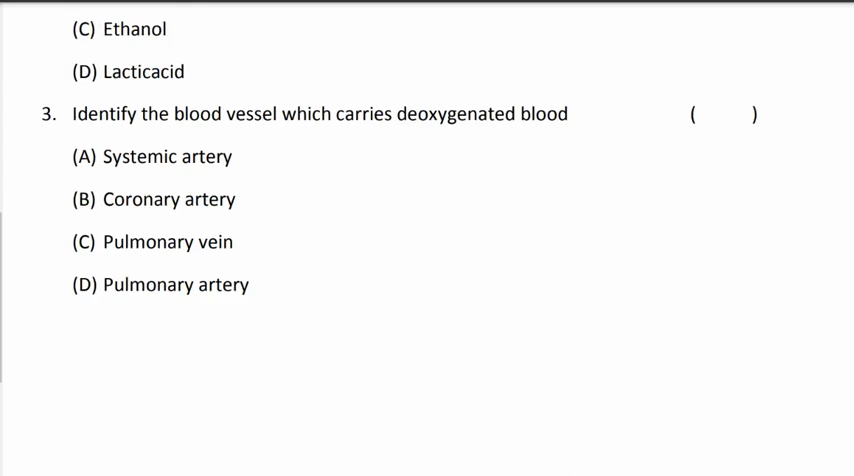 (C) Ethanol
(D) Lacticacid
3. Identify the blood vessel which carries deoxygenated blood ( )
(A) Systemic artery
(B) Coronary artery
(C) Pulmonary vein
(D) Pulmonary artery